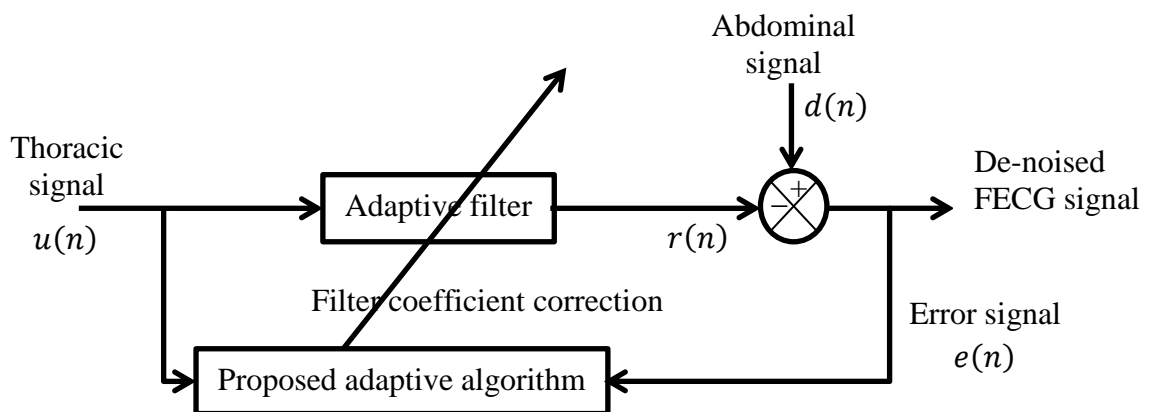 Abdominal
signal
d(n)
Thoracic
signal
u(n)
Adaptive filter
+
−
r(n)
De-noised
FECG signal
Filter coefficient correction
Error signal
e(n)
Proposed adaptive algorithm